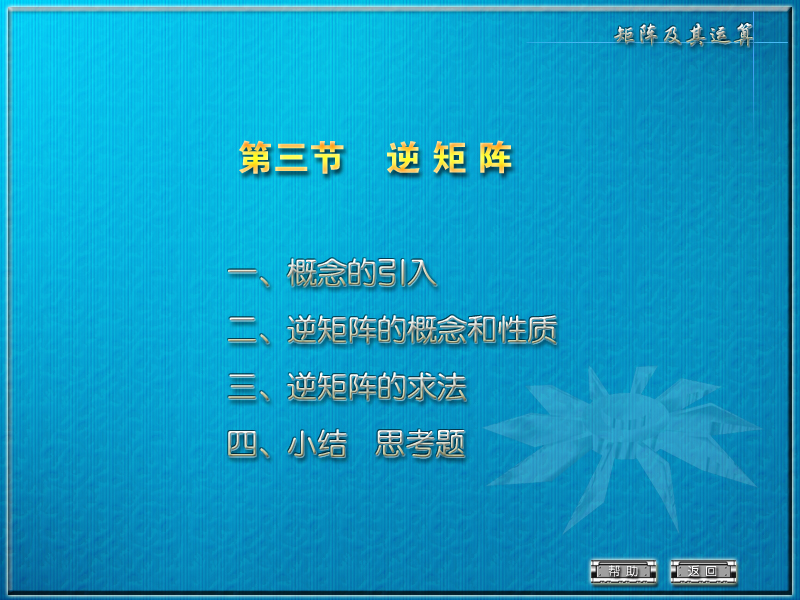 矩阵及其运算
第三节 逆矩阵
一、概念的引入
二、逆矩阵的概念和性质
三、逆矩阵的求法
四、小结 思考题
帮助 返回